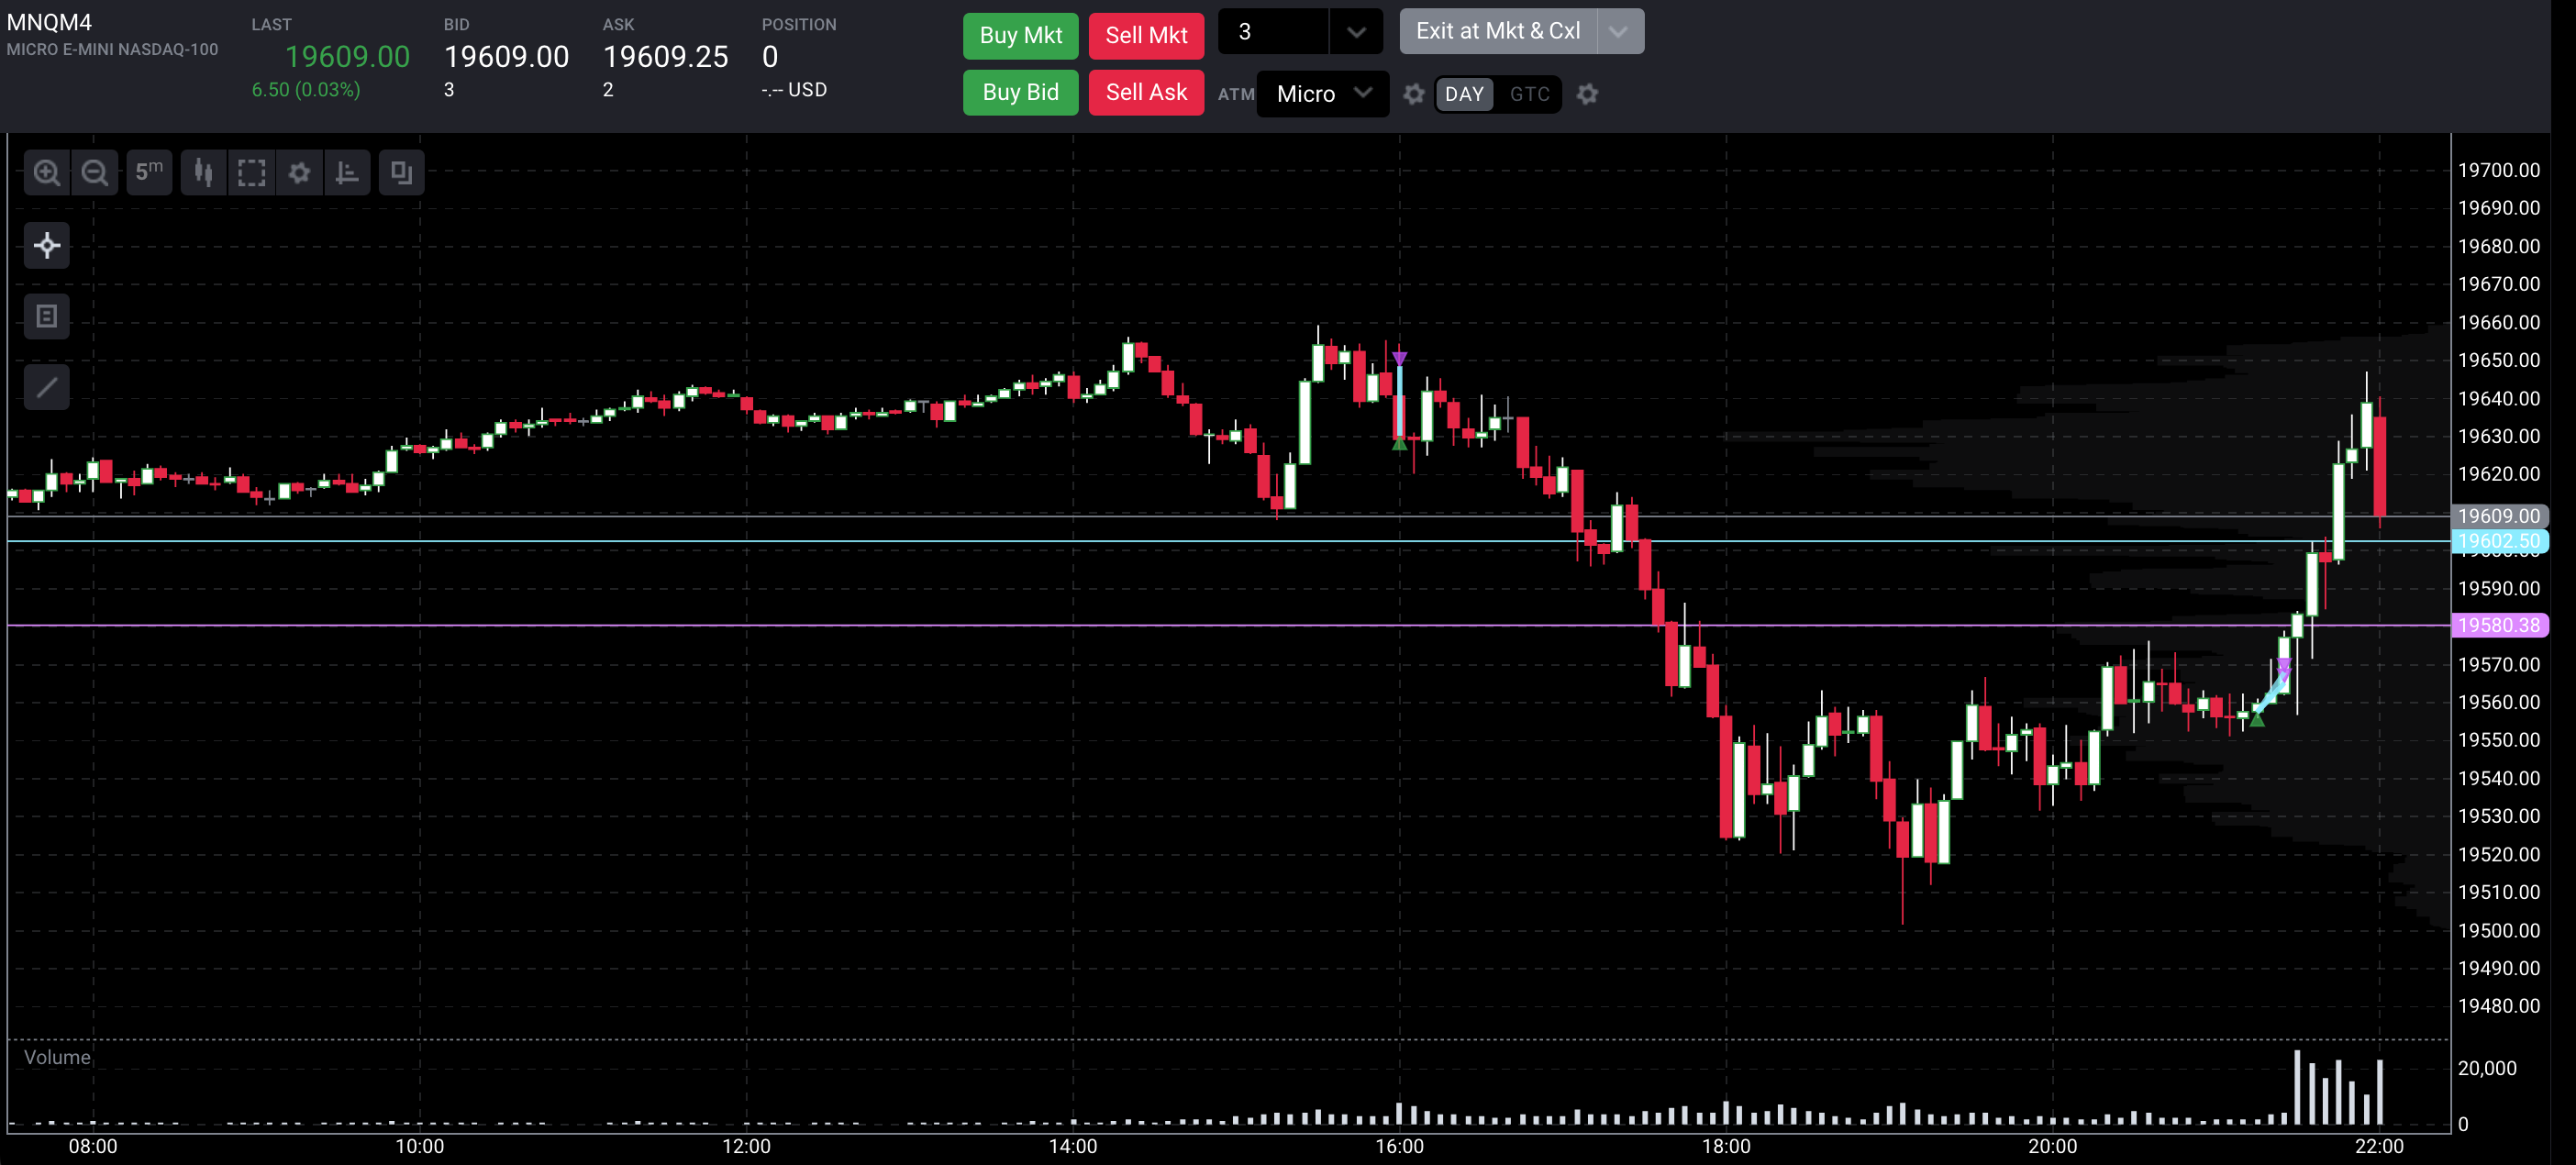 MNQM4
MICRO E-MINI NASDAQ-100
LAST
19609.00
6.50 (0.03%)
BID
19609.00
3
ASK
19609.25
2
POSITION
0
-.-- USD
Buy Mkt
Sell Mkt
3
Exit at Mkt & Cxl
Buy Bid
Sell Ask
ATM
Micro
DAY
GTC
5m
19700.00
19690.00
19680.00
19670.00
19660.00
19650.00
19640.00
19630.00
19620.00
19609.00
19602.50
19590.00
19580.38
19570.00
19560.00
19550.00
19540.00
19530.00
19520.00
19510.00
19500.00
19490.00
19480.00
Volume
20,000
0
08:00
10:00
12:00
14:00
16:00
18:00
20:00
22:00